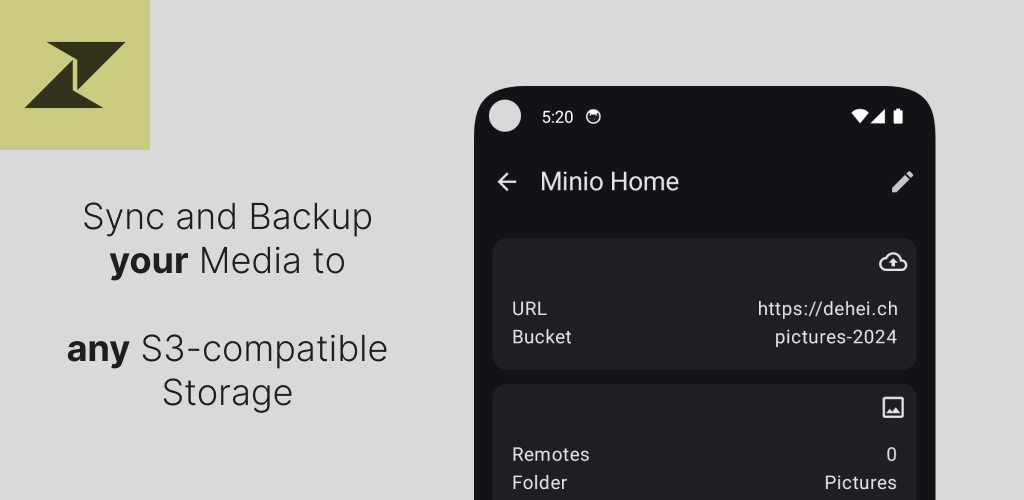 Sync and Backup
your Media to
any S3-compatible
Storage
5:20
Minio Home
URL https://dehei.ch
Bucket pictures-2024
Remotes 0
Folder Pictures